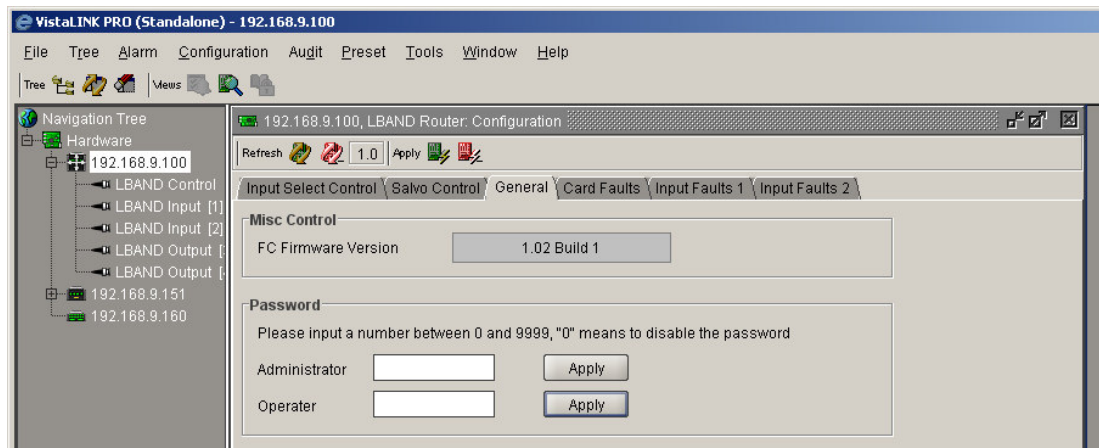 VistaLINK PRO (Standalone) - 192.168.9.100
File Tree Alarm Configuration Audit Preset Tools Window Help
Tree Views
Navigation Tree
Hardware
192.168.9.100
LBAND Control
LBAND Input [1]
LBAND Input [2]
LBAND Output [
LBAND Output [
192.168.9.151
192.168.9.160
192.168.9.100, LBAND Router: Configuration
Refresh 1.0 Apply
Input Select Control Salvo Control General Card Faults Input Faults 1 Input Faults 2
Misc Control
FC Firmware Version 1.02 Build 1
Password
Please input a number between 0 and 9999, "0" means to disable the password
Administrator Apply
Operater Apply